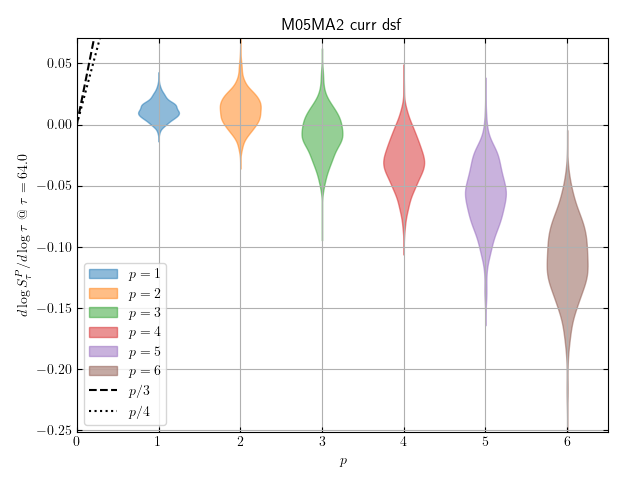 M05MA2 curr dsf
d log S_τ^P / d log τ @ τ = 64.0
0.05
0.00
−0.05
−0.10
−0.15
−0.20
−0.25
p = 1
p = 2
p = 3
p = 4
p = 5
p = 6
p/3
p/4
0 1 2 3 4 5 6
p